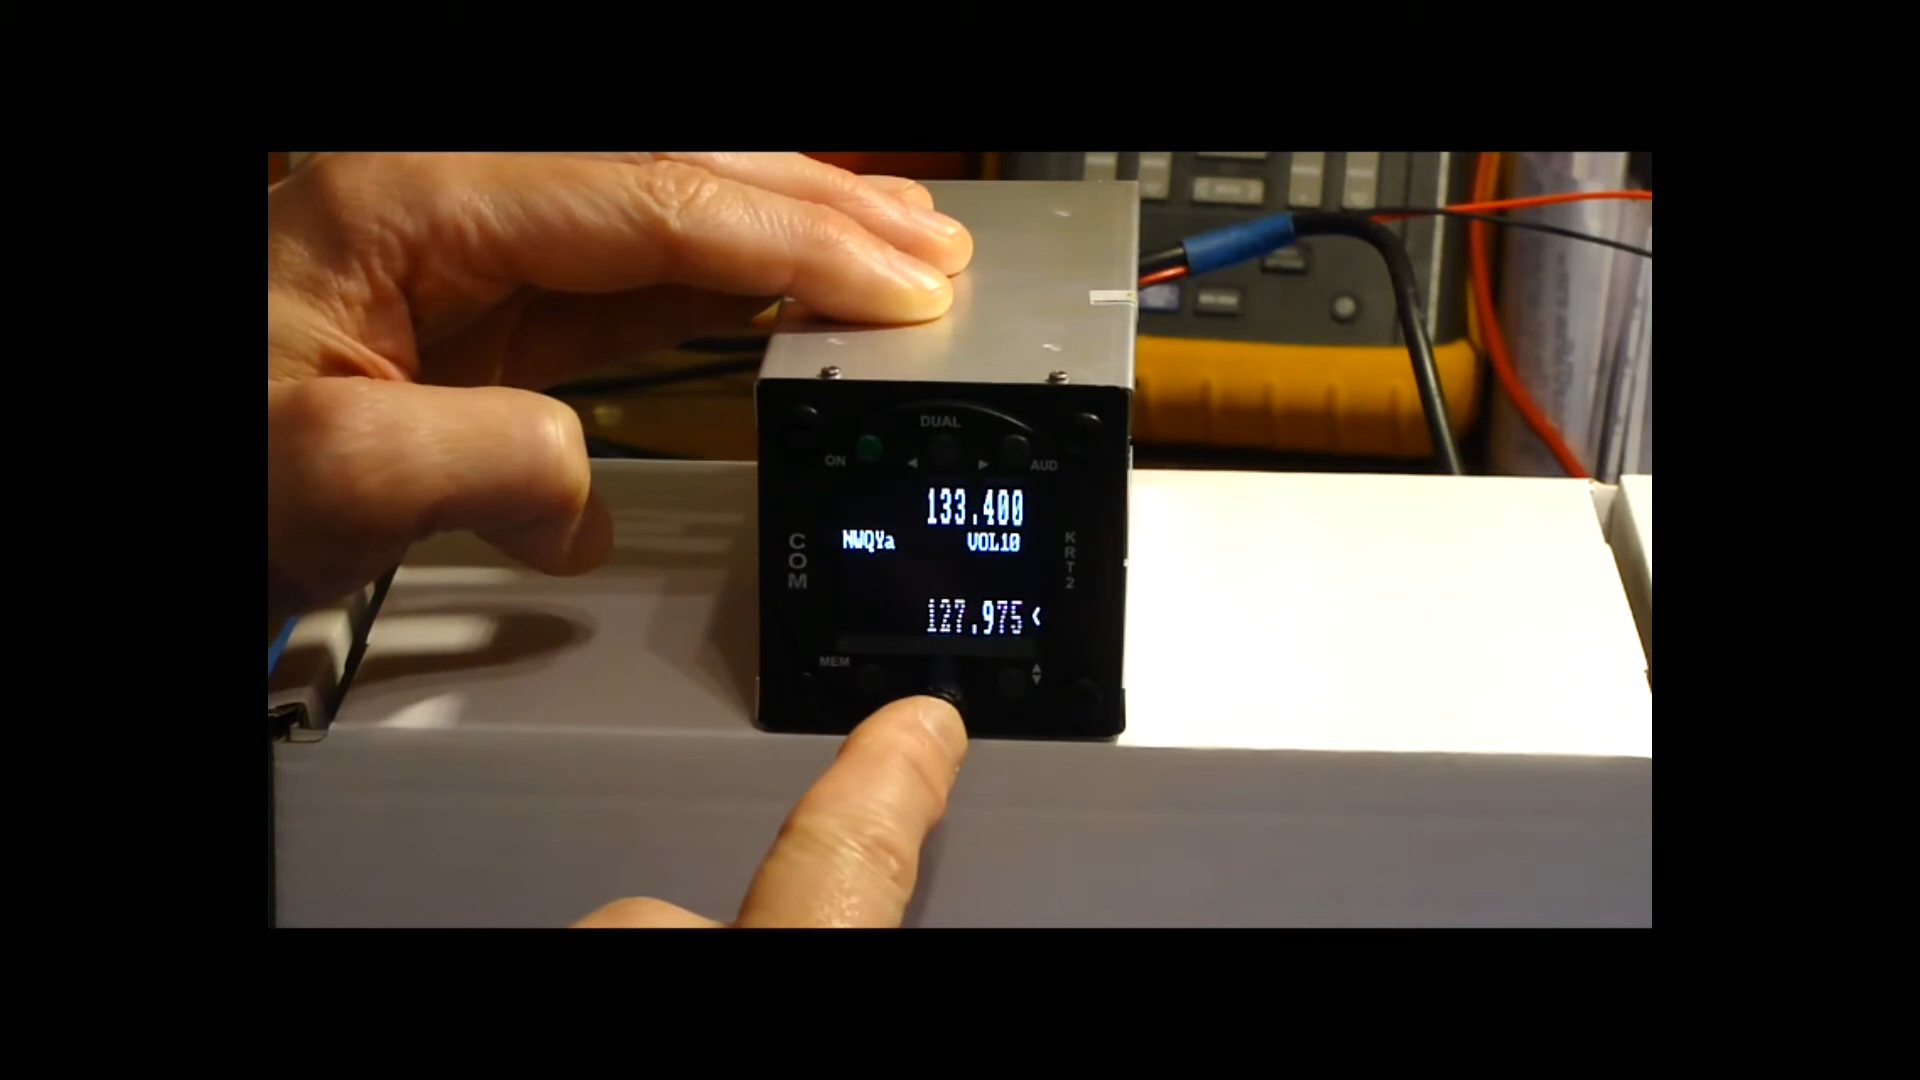 DUAL
ON ◄ ► AUD
133.400
NWQYa VOL10
COM
KRT2
127.975 <
MEM